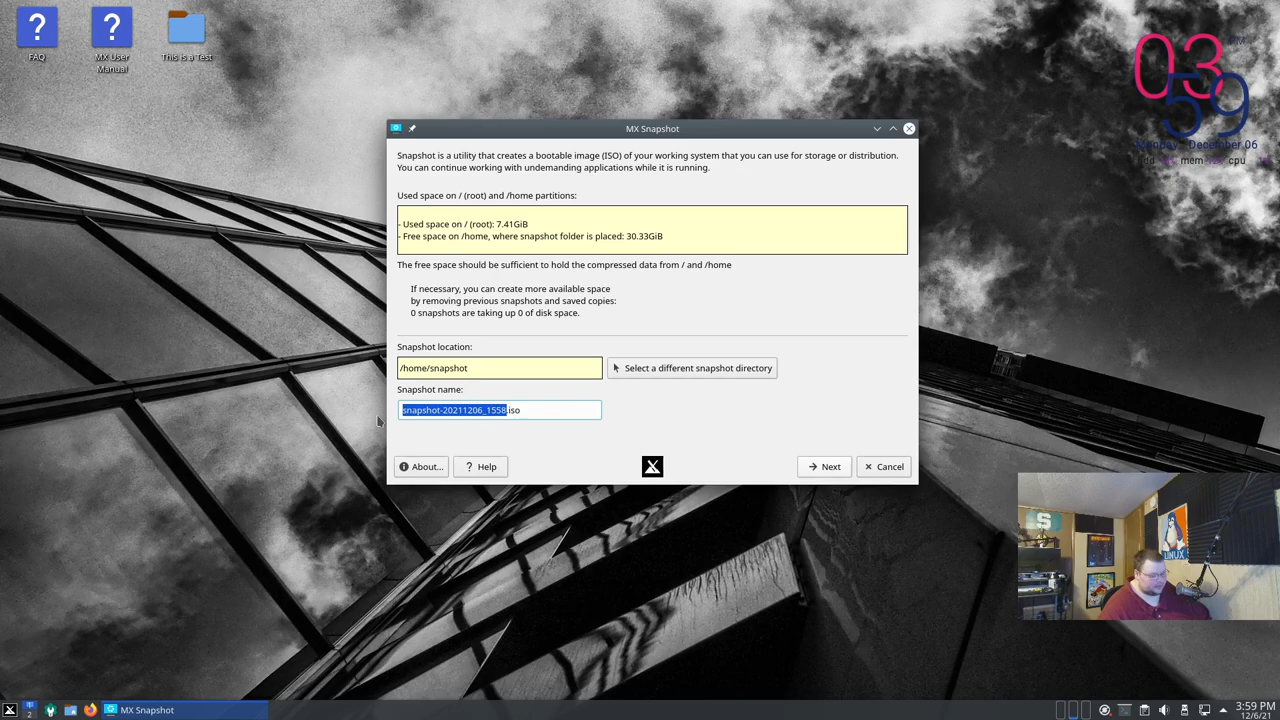 FAQ
MX User
Manual
This is a Test
03
59
Monday, December 06
mem
cpu
MX Snapshot
Snapshot is a utility that creates a bootable image (ISO) of your working system that you can use for storage or distribution.
You can continue working with undemanding applications while it is running.
Used space on / (root) and /home partitions:
- Used space on / (root): 7.41GiB
- Free space on /home, where snapshot folder is placed: 30.33GiB
The free space should be sufficient to hold the compressed data from / and /home
If necessary, you can create more available space
by removing previous snapshots and saved copies:
0 snapshots are taking up 0 of disk space.
Snapshot location:
/home/snapshot
Select a different snapshot directory
Snapshot name:
snapshot-20211206_1558.iso
About...
? Help
Next
Cancel
S
LINUX
2
MX Snapshot
3:59 PM
12/6/21